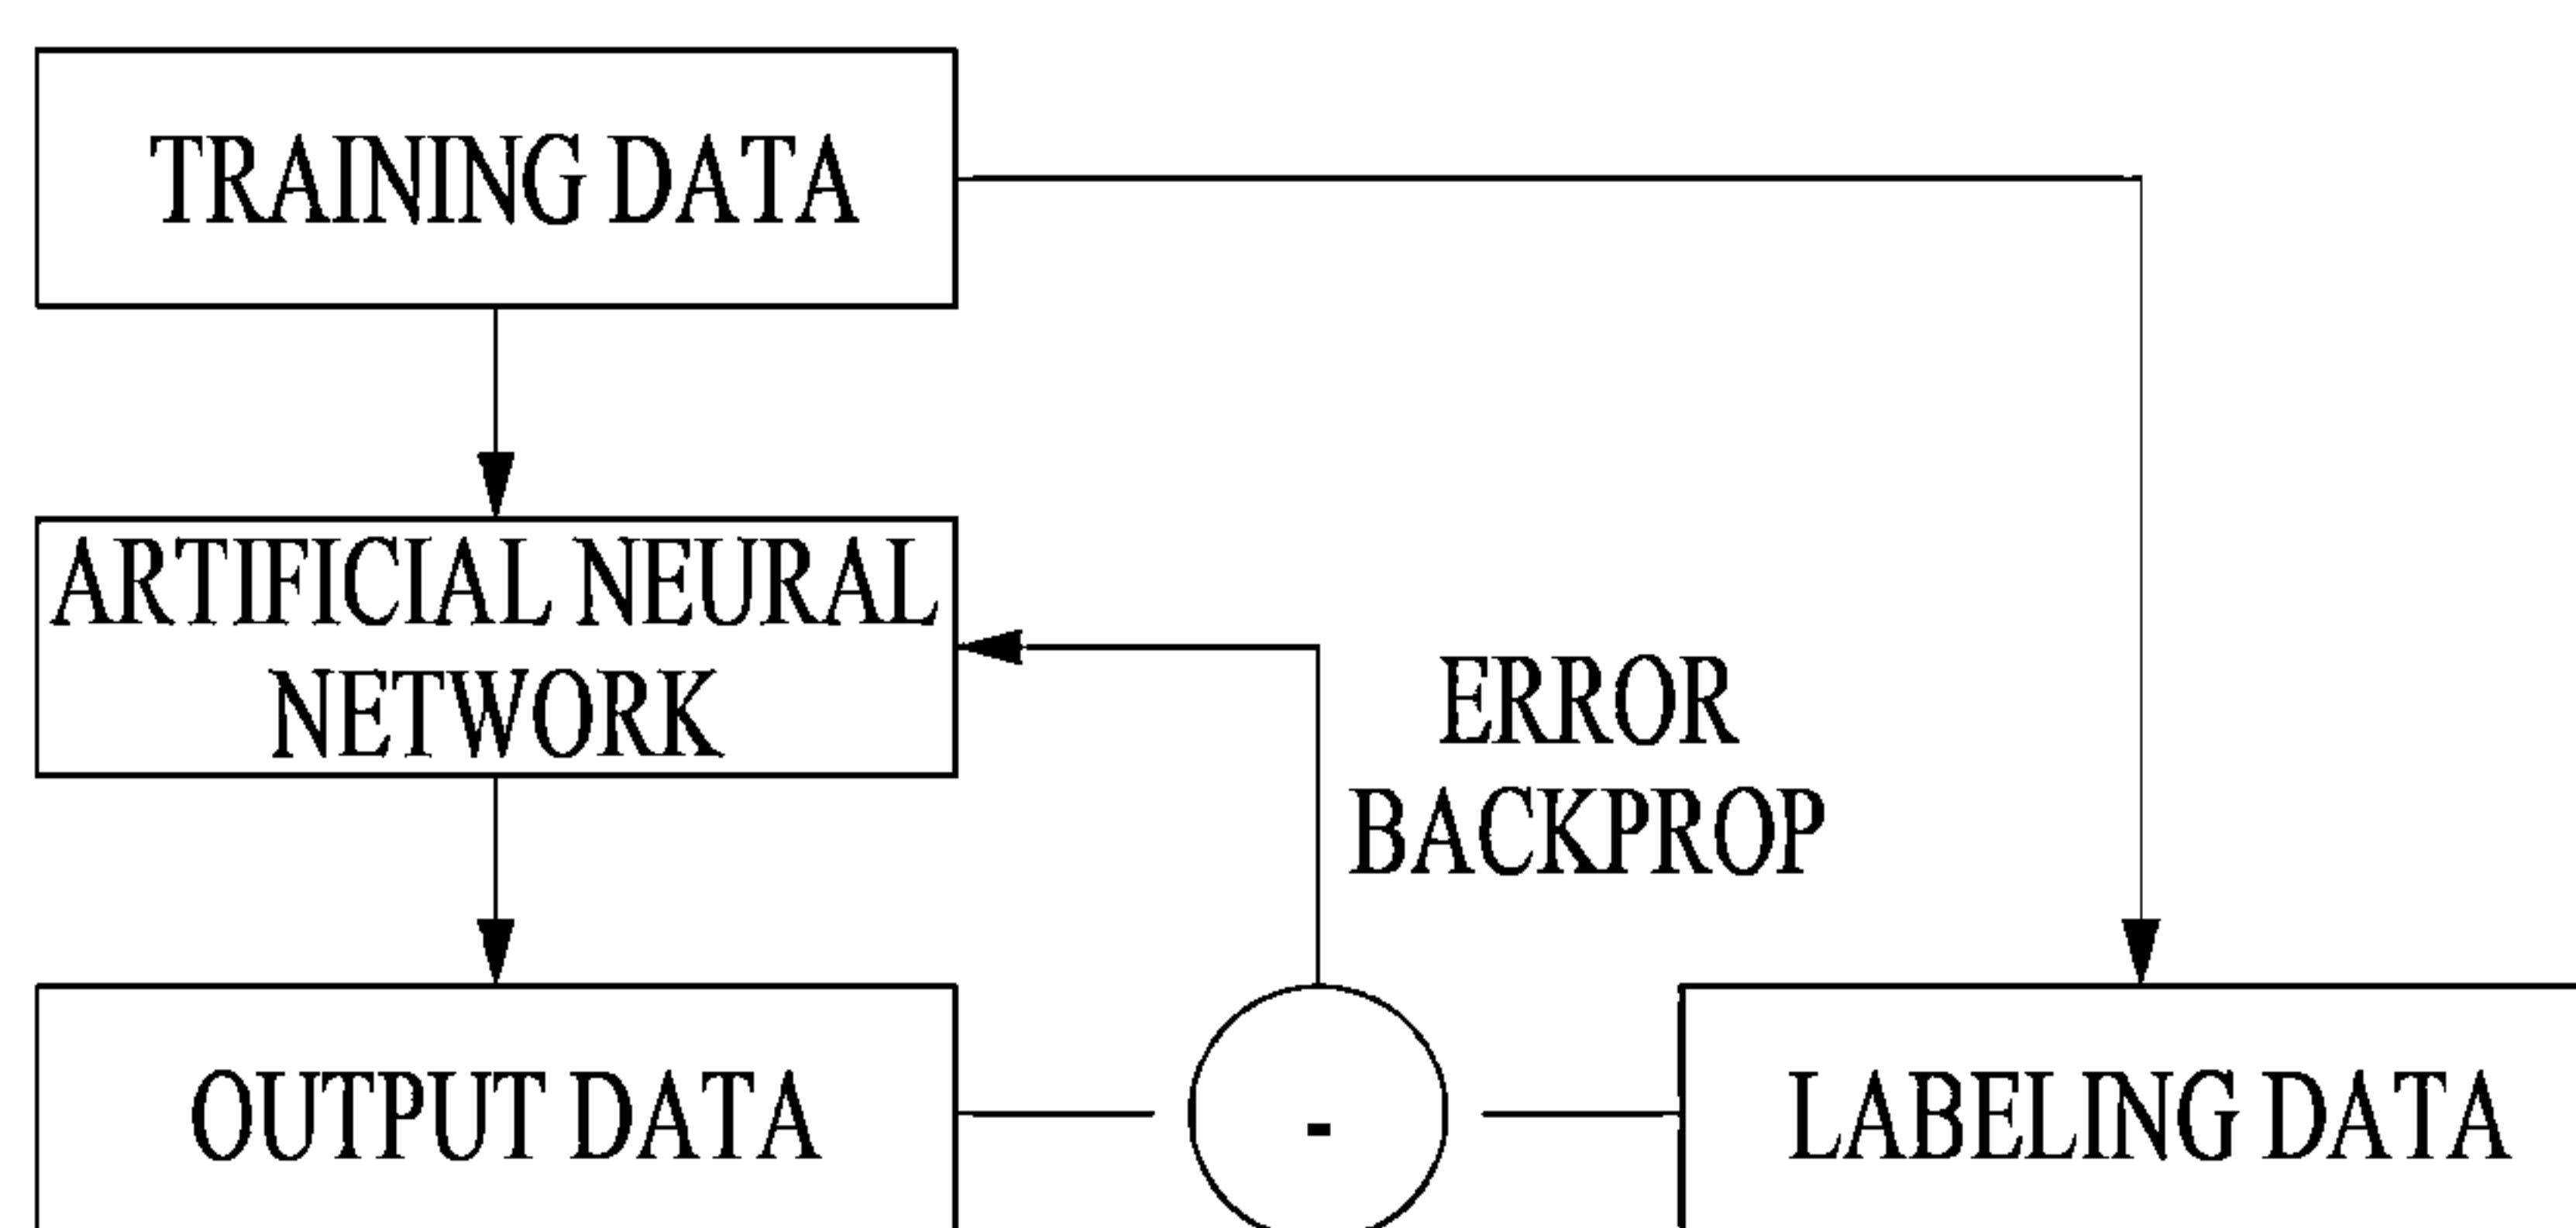 TRAINING DATA
ARTIFICIAL NEURAL
NETWORK
ERROR
BACKPROP
OUTPUT DATA
-
LABELING DATA